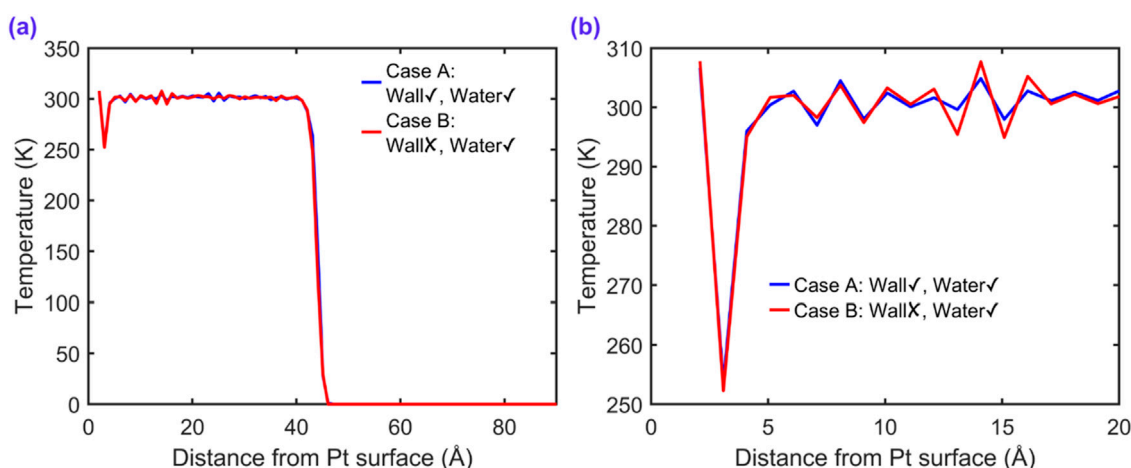 (a)
350
300
250
200
150
100
50
0
Temperature (K)
Case A:
Wall✓, Water✓
Case B:
Wall✗, Water✓
0
20
40
60
80
Distance from Pt surface (Å)
(b)
310
300
290
280
270
260
250
Temperature (K)
Case A: Wall✓, Water✓
Case B: Wall✗, Water✓
0
5
10
15
20
Distance from Pt surface (Å)